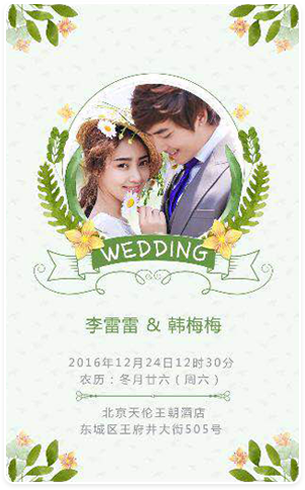 WEDDING
李雷雷 & 韩梅梅
2016年12月24日12时30分
农历：冬月廿六（周六）
北京天伦王朝酒店
东城区王府井大街505号